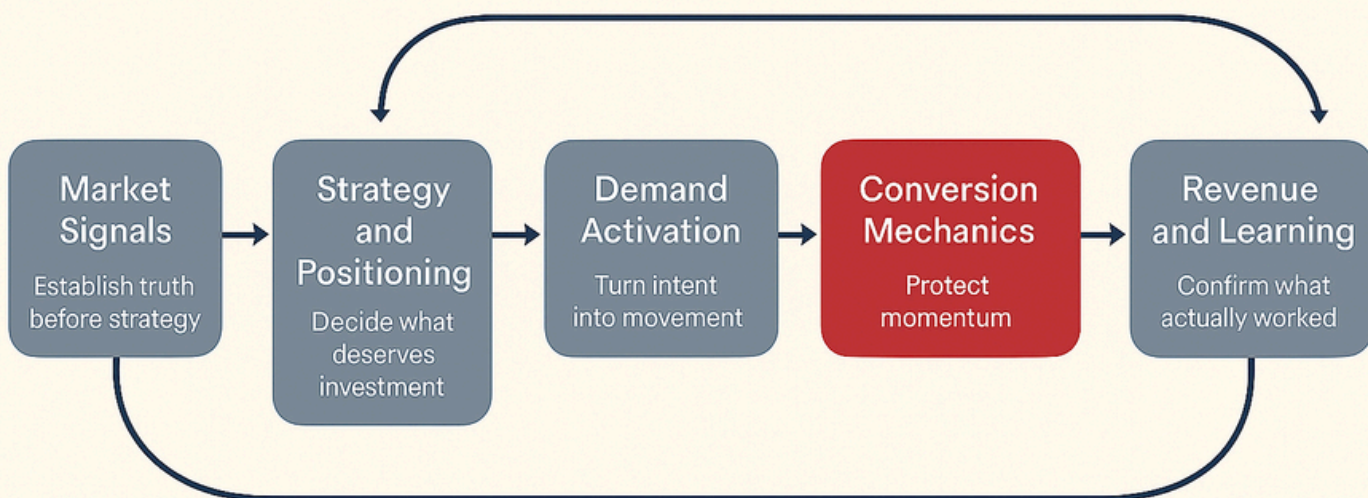 Market
Signals
Establish truth
before strategy
Strategy
and
Positioning
Decide what
deserves
investment
Demand
Activation
Turn intent
into movement
Conversion
Mechanics
Protect
momentum
Revenue
and Learning
Confirm what
actually worked